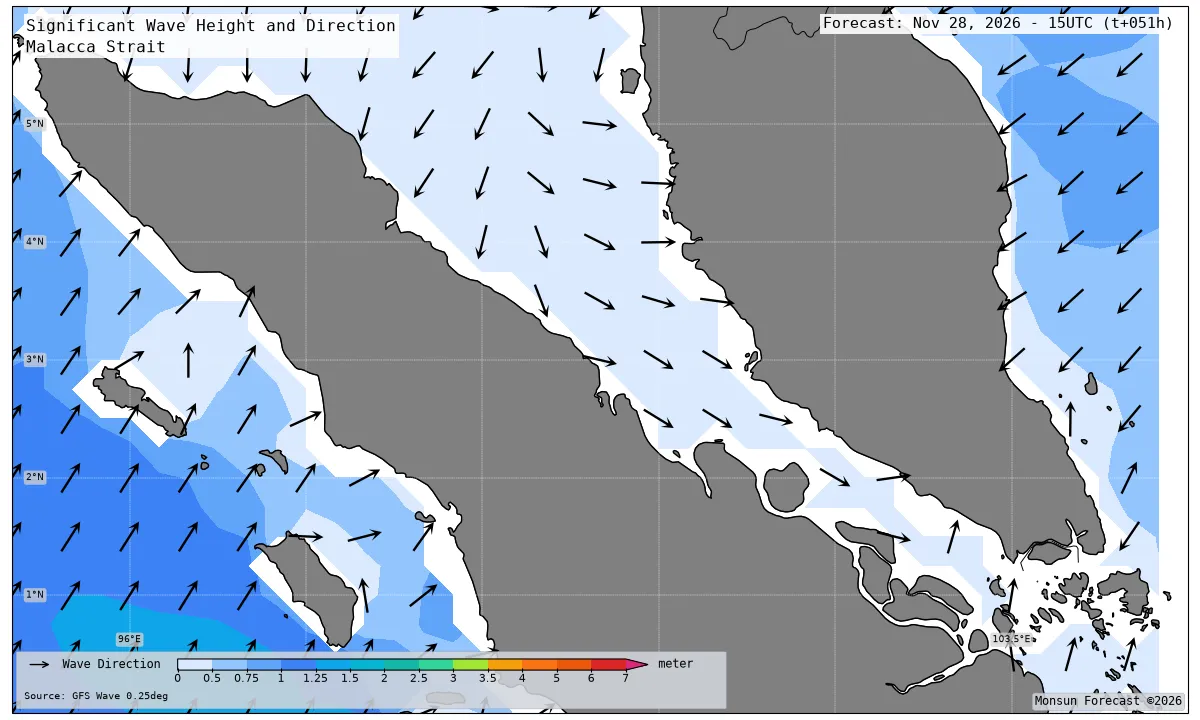 Significant Wave Height and Direction
Malacca Strait
Forecast: Nov 28, 2026 - 15UTC (t+051h)
5°N
4°N
3°N
2°N
1°N
96°E
103.5°E
Wave Direction
meter
0 0.5 0.75 1 1.25 1.5 2 2.5 3 3.5 4 5 6 7
Source: GFS Wave 0.25deg
Monsun Forecast ©2026